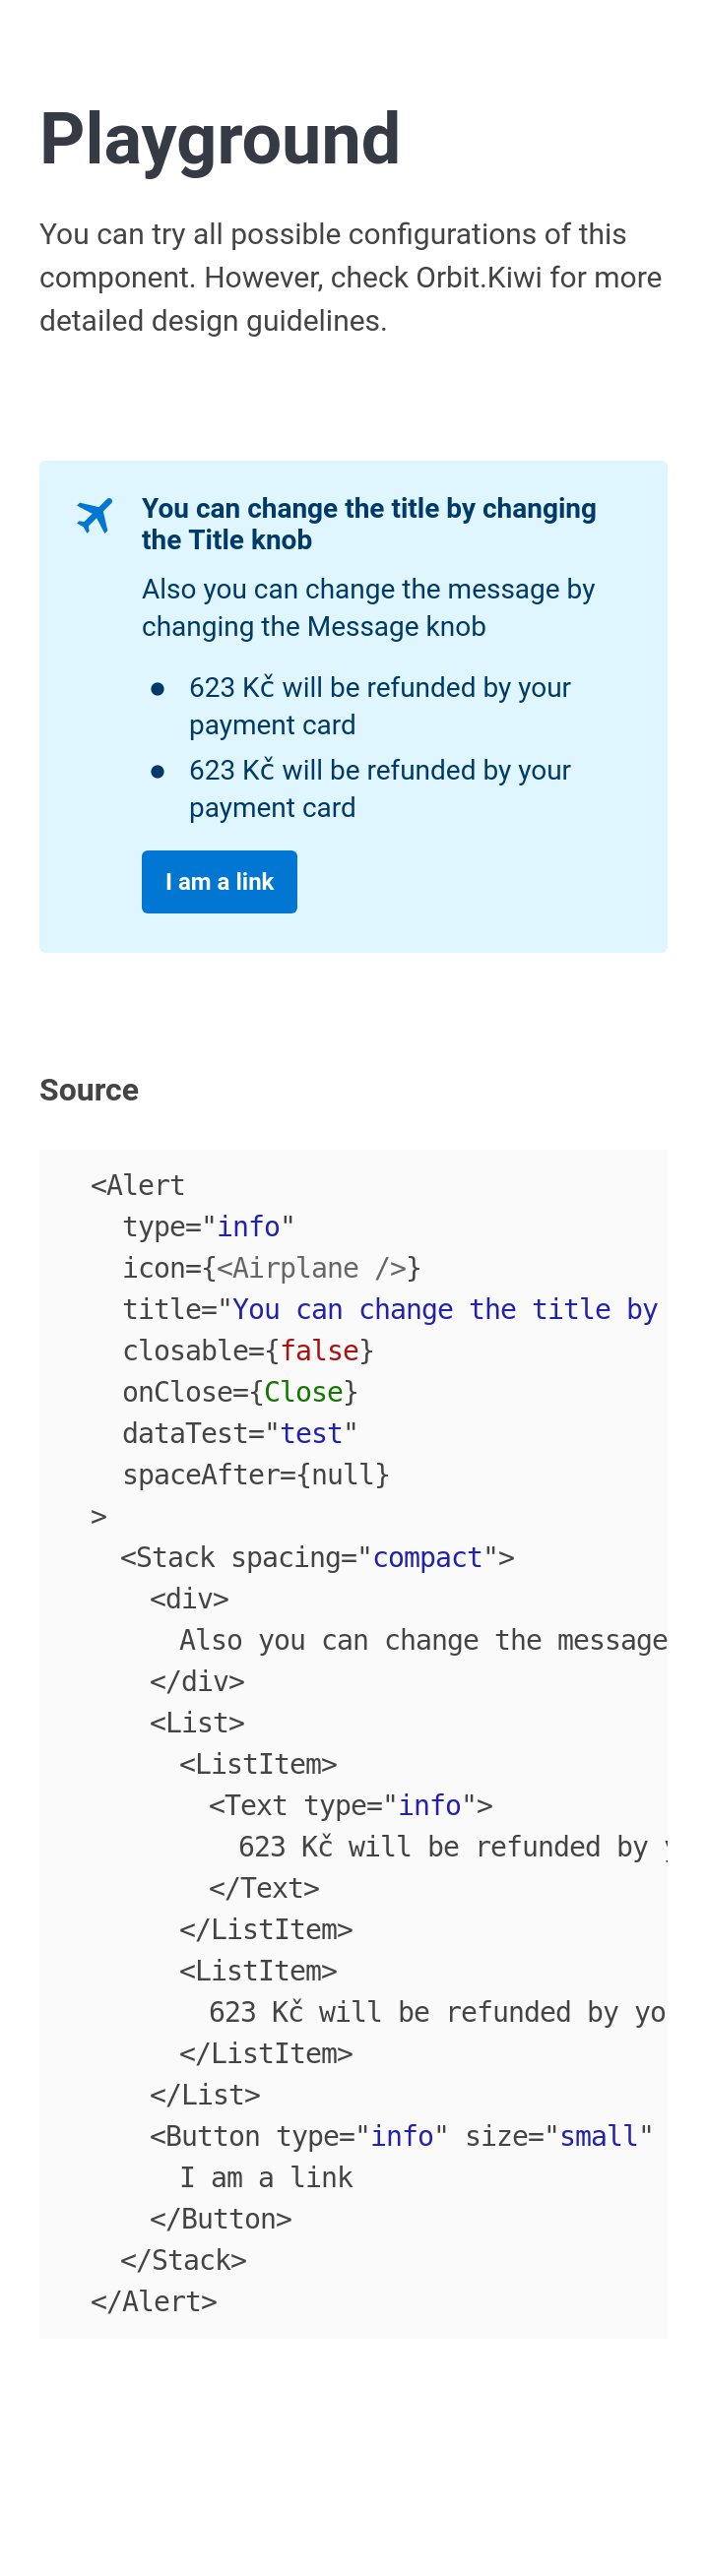 Playground
You can try all possible configurations of this
component. However, check Orbit.Kiwi for more
detailed design guidelines.
You can change the title by changing
the Title knob
Also you can change the message by
changing the Message knob
● 623 Kč will be refunded by your
payment card
● 623 Kč will be refunded by your
payment card
I am a link
Source
<Alert
type="info"
icon={<Airplane />}
title="You can change the title by
closable={false}
onClose={Close}
dataTest="test"
spaceAfter={null}
>
<Stack spacing="compact">
<div>
Also you can change the message
</div>
<List>
<ListItem>
<Text type="info">
623 Kč will be refunded by
</Text>
</ListItem>
<ListItem>
623 Kč will be refunded by yo
</ListItem>
</List>
<Button type="info" size="small"
I am a link
</Button>
</Stack>
</Alert>